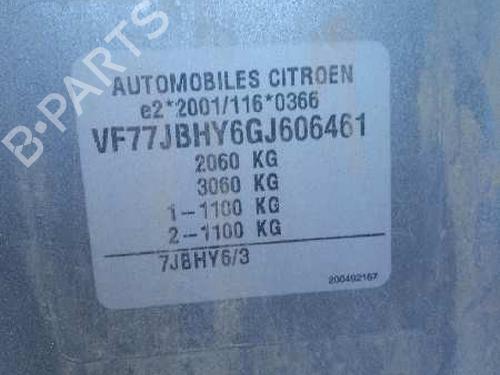 AUTOMOBILES CITROEN
e2*2001/116*0366
VF77JBHY6GJ606461
2060 KG
3060 KG
1-1100 KG
2-1100 KG
7JBHY6/3
200492167
B-PARTS